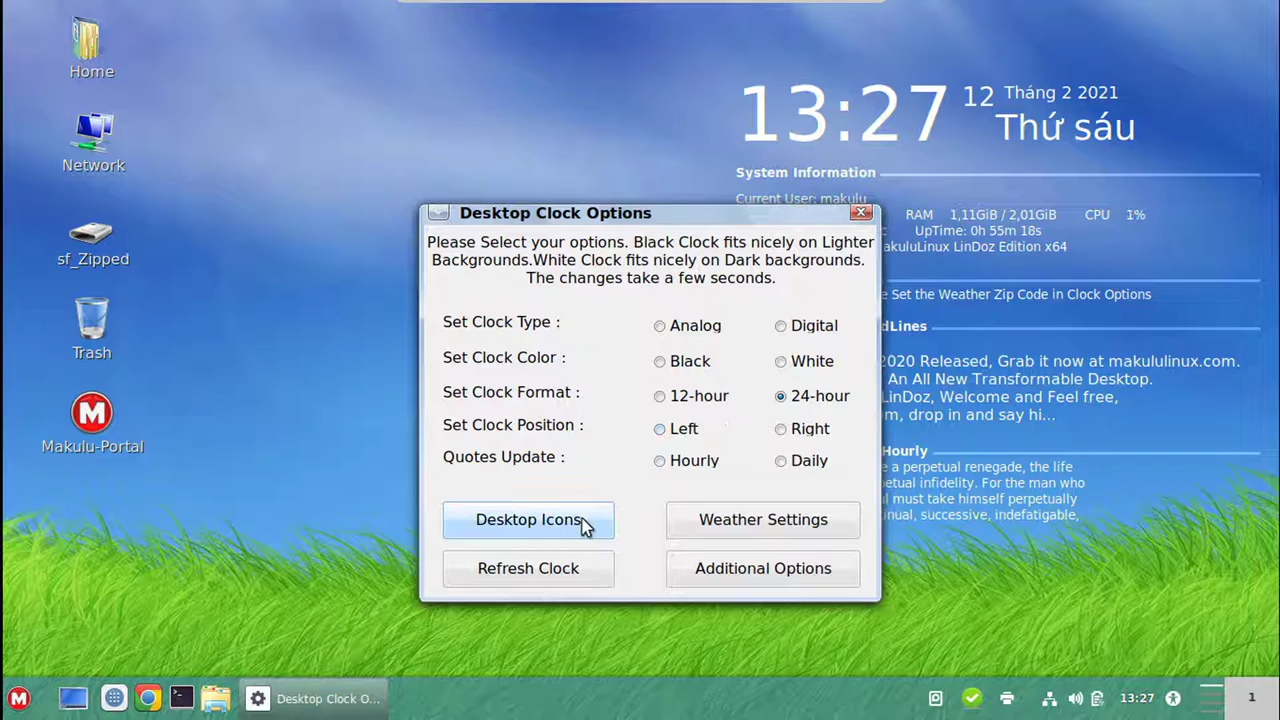 Home
Network
sf_Zipped
Trash
Makulu-Portal
13:27
12
Tháng 2 2021
Thứ sáu
System Information
Current User: makulu
RAM 1,11GiB / 2,01GiB CPU 1%
UpTime: 0h 55m 18s
akuluLinux LinDoz Edition x64
e Set the Weather Zip Code in Clock Options
dLines
2020 Released, Grab it now at makululinux.com.
An All New Transformable Desktop.
LinDoz, Welcome and Feel free,
m, drop in and say hi...
Hourly
e a perpetual renegade, the life
petual infidelity. For the man who
ul must take himself perpetually
tinual, successive, indefatigable,
Desktop Clock Options
Please Select your options. Black Clock fits nicely on Lighter
Backgrounds.White Clock fits nicely on Dark backgrounds.
The changes take a few seconds.
Set Clock Type : Analog Digital
Set Clock Color : Black White
Set Clock Format : 12-hour 24-hour
Set Clock Position : Left Right
Quotes Update : Hourly Daily
Desktop Icons Weather Settings
Refresh Clock Additional Options
M
Desktop Clock O...
13:27
1